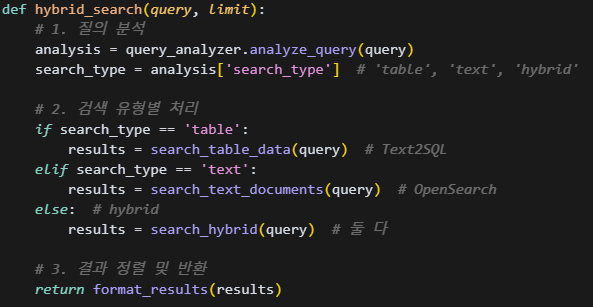 def hybrid_search(query, limit):
    # 1. 질의 분석
    analysis = query_analyzer.analyze_query(query)
    search_type = analysis['search_type']  # 'table', 'text', 'hybrid'

    # 2. 검색 유형별 처리
    if search_type == 'table':
        results = search_table_data(query)  # Text2SQL
    elif search_type == 'text':
        results = search_text_documents(query)  # OpenSearch
    else:  # hybrid
        results = search_hybrid(query)  # 둘 다

    # 3. 결과 정렬 및 반환
    return format_results(results)